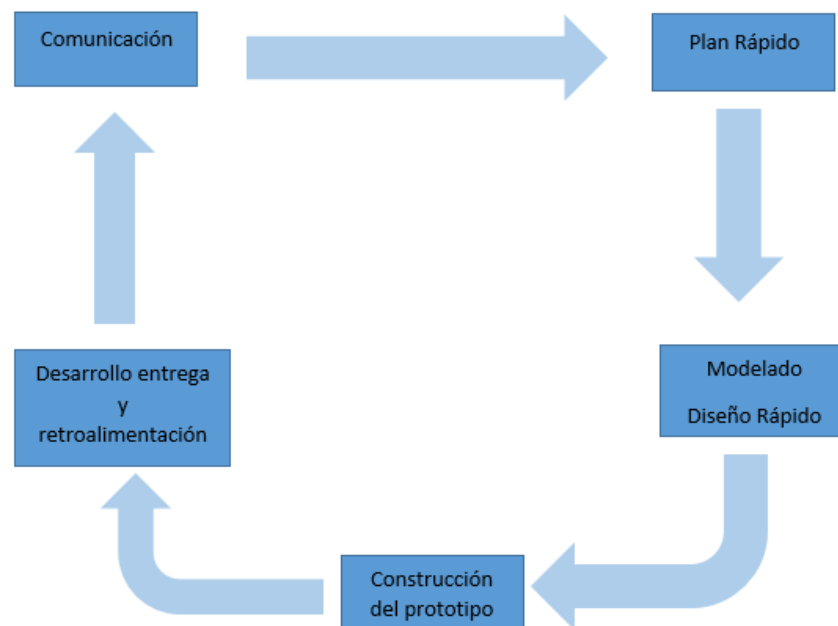 Comunicación
Plan Rápido
Modelado
Diseño Rápido
Construcción
del prototipo
Desarrollo entrega
y
retroalimentación